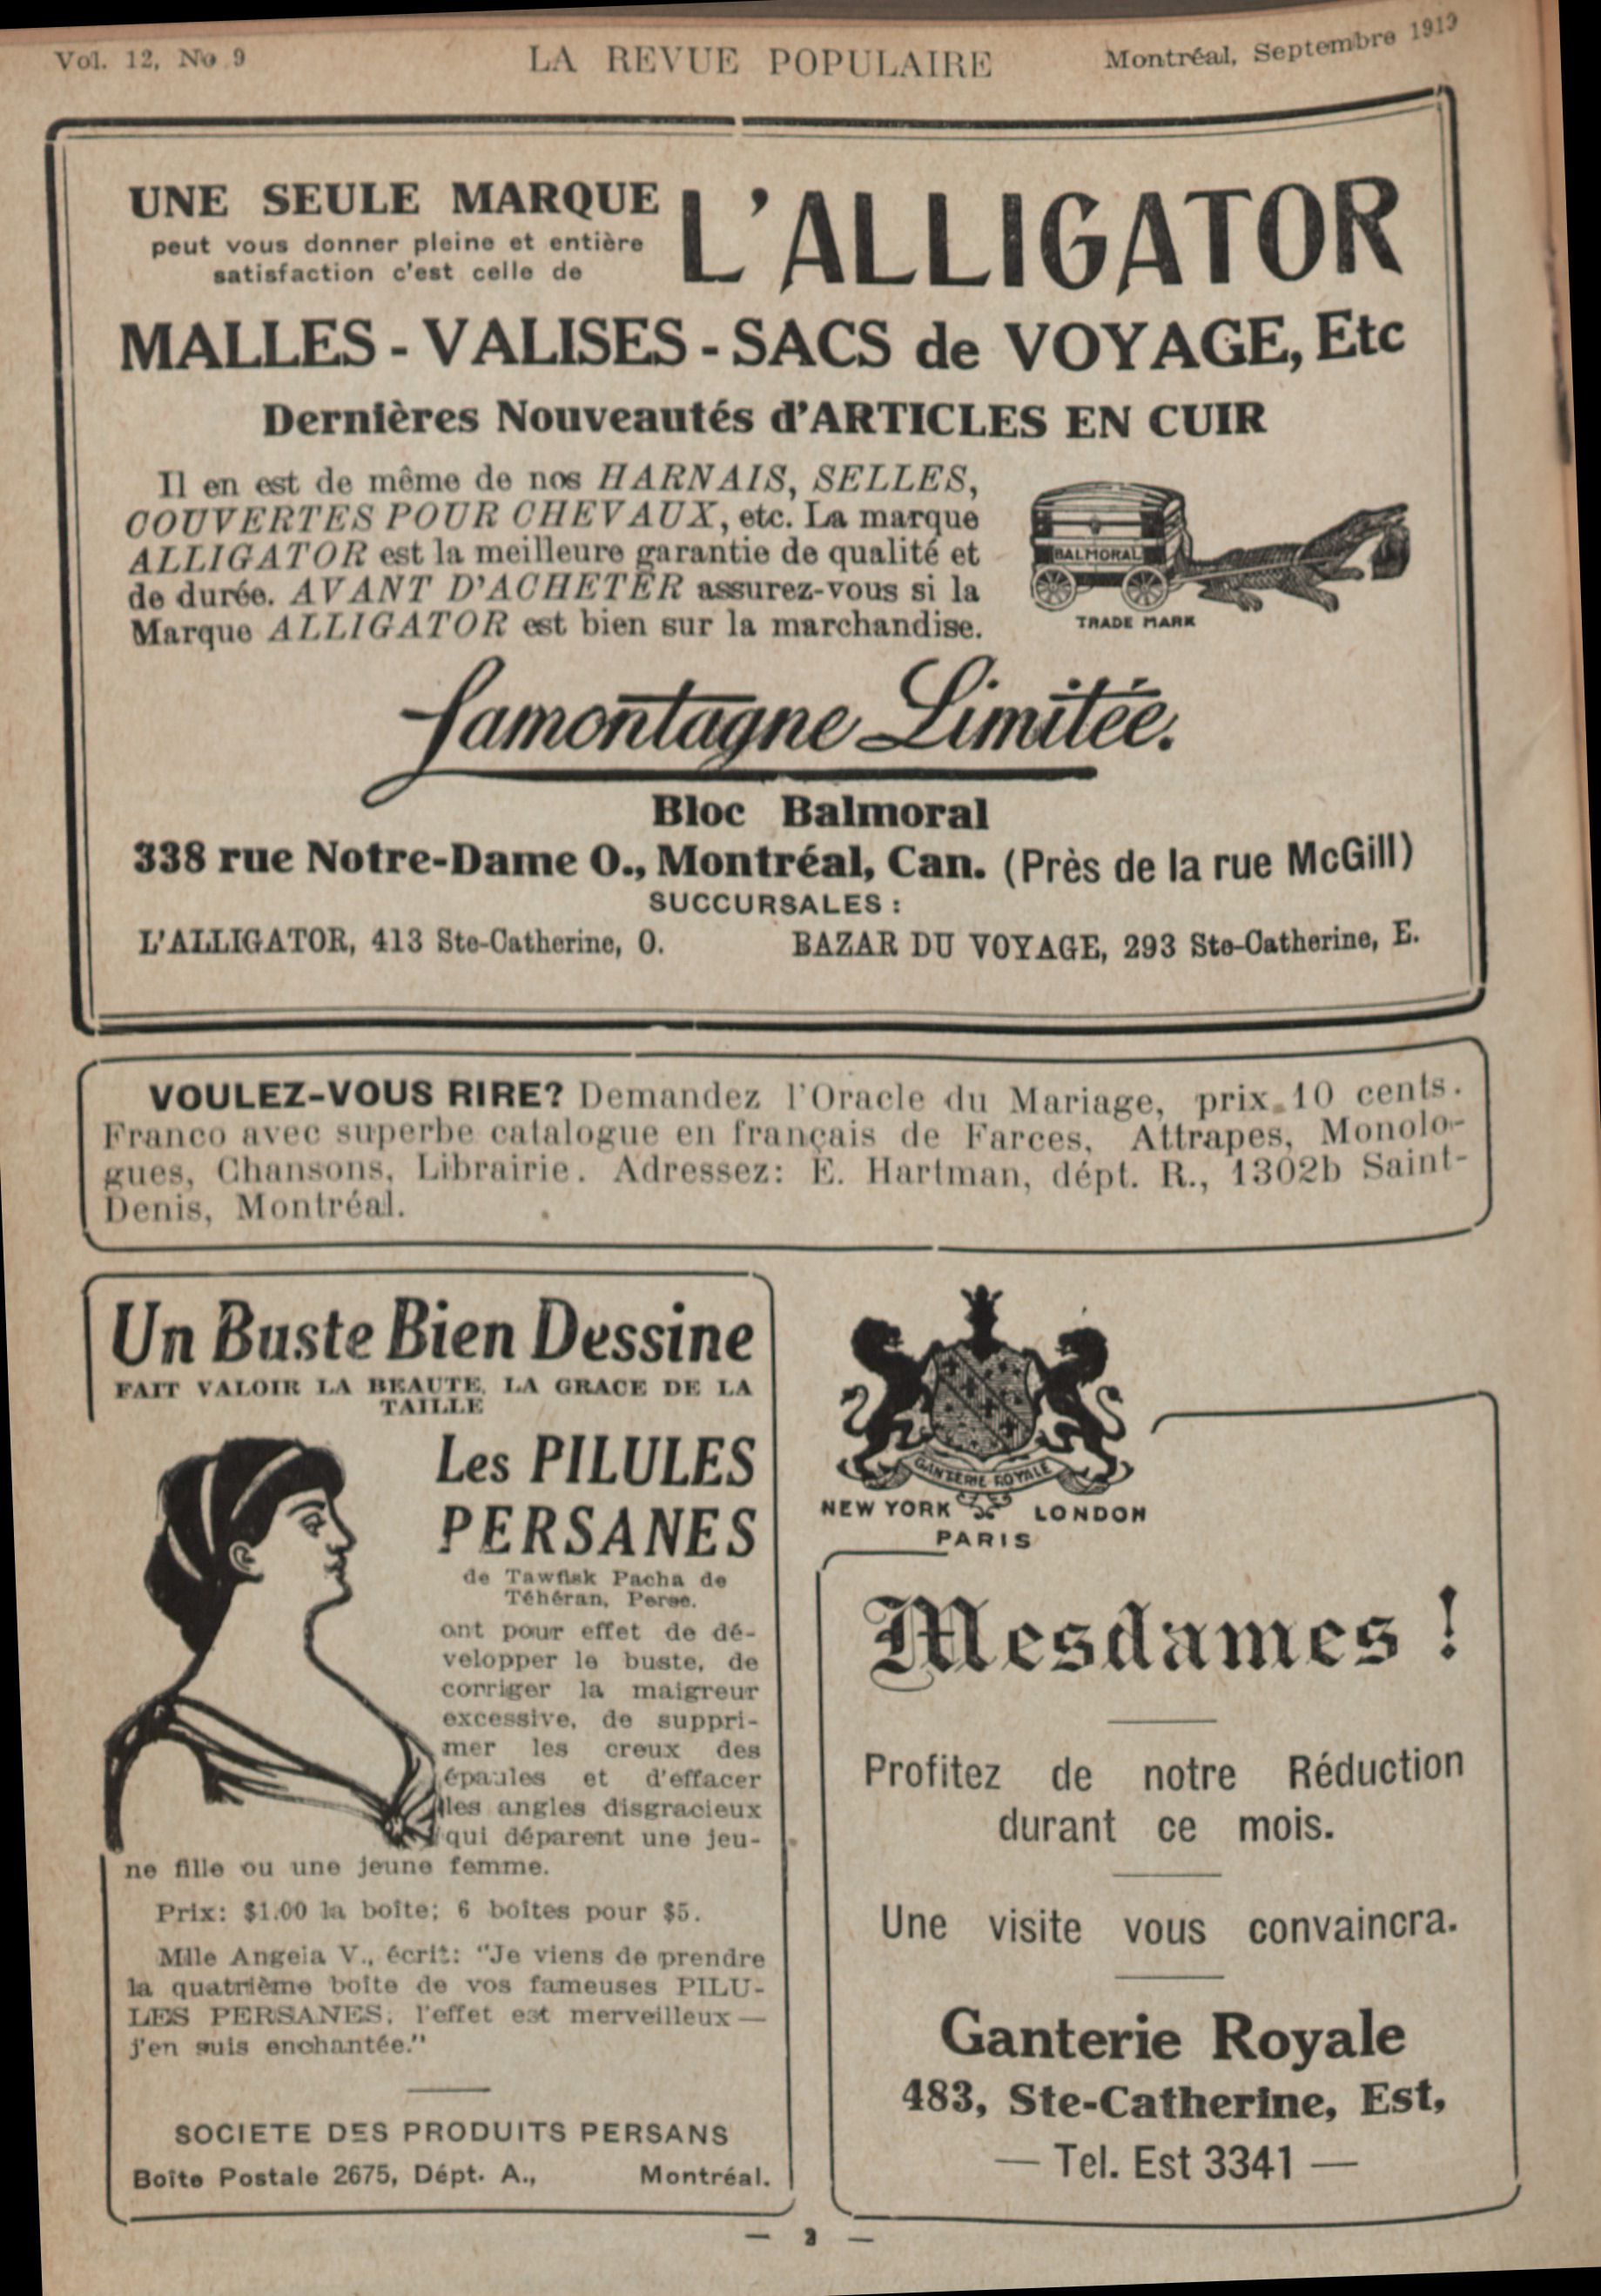 Vol. 12, No 9 LA REVUE POPULAIRE Montréal, Septembre 1919
UNE SEULE MARQUE
peut vous donner pleine et entière
satisfaction c'est celle de
L'ALLIGATOR
MALLES - VALISES - SACS de VOYAGE, Etc
Dernières Nouveautés d'ARTICLES EN CUIR
Il en est de même de nos HARNAIS, SELLES,
COUVERTES POUR CHEVAUX, etc. La marque
ALLIGATOR est la meilleure garantie de qualité et
de durée. AVANT D'ACHETER assurez-vous si la
Marque ALLIGATOR est bien sur la marchandise.
BALMORAL
TRADE MARK
Lamontagne Limitée.
Bloc Balmoral
338 rue Notre-Dame O., Montréal, Can. (Près de la rue McGill)
SUCCURSALES :
L'ALLIGATOR, 413 Ste-Catherine, O. BAZAR DU VOYAGE, 293 Ste-Catherine, E.
VOULEZ-VOUS RIRE? Demandez l'Oracle du Mariage, prix 10 cents.
Franco avec superbe catalogue en français de Farces, Attrapes, Monolo-
gues, Chansons, Librairie. Adressez: E. Hartman, dépt. R., 1302b Saint-
Denis, Montréal.
Un Buste Bien Dessine
FAIT VALOIR LA BEAUTE, LA GRACE DE LA
TAILLE
Les PILULES
PERSANES
de Tawfisk Pacha de
Téhéran, Perse.
ont pour effet de dé-
velopper le buste, de
corriger la maigreur
excessive, de suppri-
mer les creux des
épaules et d'effacer
les angles disgracieux
qui déparent une jeu-
ne fille ou une jeune femme.
Prix: $1.00 la boîte; 6 boîtes pour $5.
Mlle Angela V., écrit: "Je viens de prendre
la quatrième boîte de vos fameuses PILU-
LES PERSANES; l'effet est merveilleux —
j'en suis enchantée."
SOCIETE DES PRODUITS PERSANS
Boîte Postale 2675, Dépt. A., Montréal.
GANTERIE ROYALE
NEW YORK LONDON
PARIS
Mesdames !
Profitez de notre Réduction
durant ce mois.
Une visite vous convaincra.
Ganterie Royale
483, Ste-Catherine, Est,
— Tel. Est 3341 —